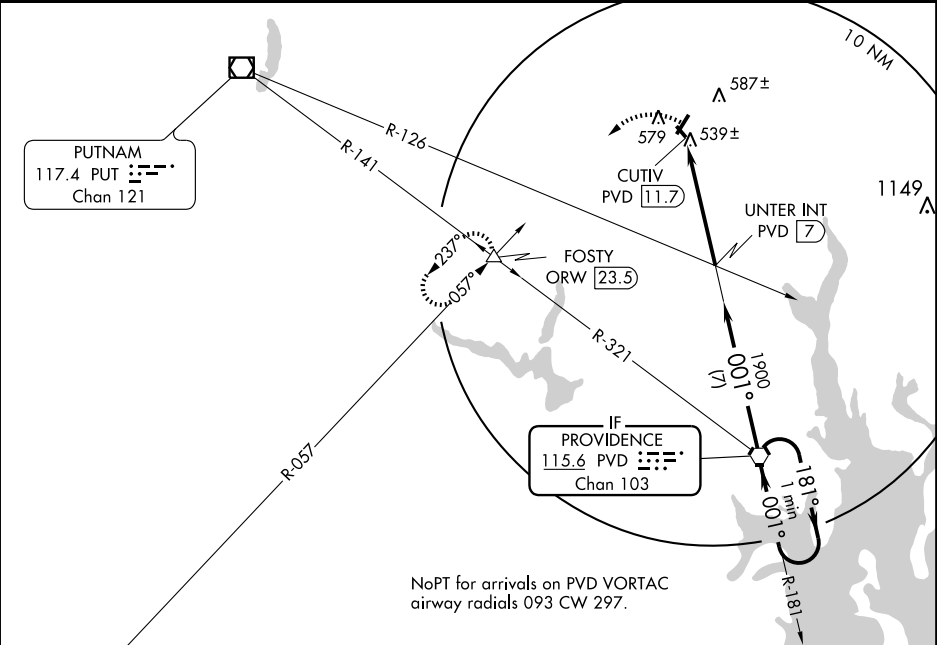 10 NM
587±
579
539±
CUTIV
PVD 11.7
1149
PUTNAM
117.4 PUT
Chan 121
R-126
R-141
UNTER INT
PVD 7
237°
057°
FOSTY
ORW 23.5
R-321
1900
001°
(7)
R-057
IF
PROVIDENCE
115.6 PVD
Chan 103
181°
1 min
001°
R-181
NoPT for arrivals on PVD VORTAC
airway radials 093 CW 297.